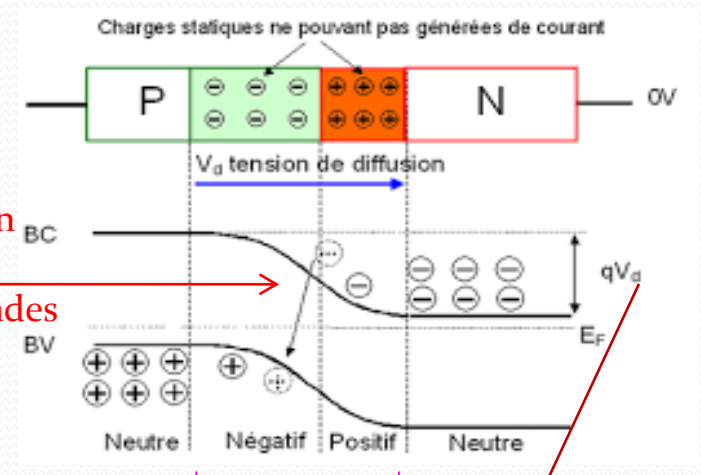 Charges statiques ne pouvant pas générées de courant
P
N
0V
Vd tension de diffusion
BC
qVd
EF
BV
Neutre
Négatif
Positif
Neutre